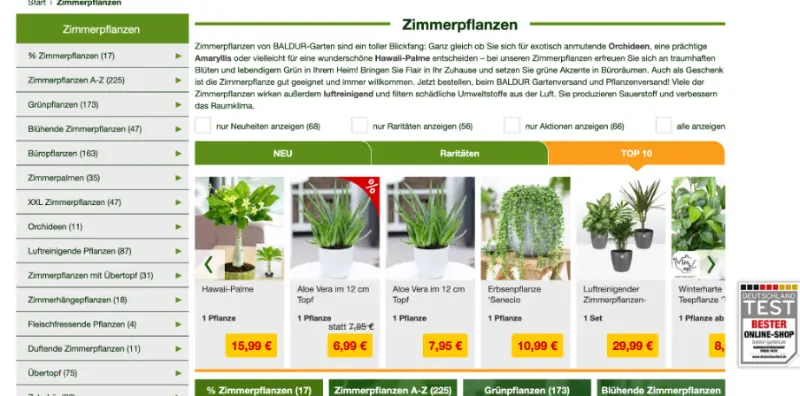 Start › Zimmerpflanzen
Zimmerpflanzen
% Zimmerpflanzen (17)
Zimmerpflanzen A-Z (225)
Grünpflanzen (173)
Blühende Zimmerpflanzen (47)
Büropflanzen (163)
Zimmerpalmen (35)
XXL Zimmerpflanzen (47)
Orchideen (11)
Luftreinigende Pflanzen (87)
Zimmerpflanzen mit Übertopf (31)
Zimmerhängepflanzen (18)
Fleischfressende Pflanzen (4)
Duftende Zimmerpflanzen (11)
Übertopf (75)
Zimmerpflanzen
Zimmerpflanzen von BALDUR-Garten sind ein toller Blickfang: Ganz gleich ob Sie sich für exotisch anmutende Orchideen, eine prächtige
Amaryllis oder vielleicht für eine wunderschöne Hawaii-Palme entscheiden – bei unseren Zimmerpflanzen erfreuen Sie sich an traumhaften
Blüten und lebendigem Grün in Ihrem Heim! Bringen Sie Flair in Ihr Zuhause und setzen Sie grüne Akzente in Büroräumen. Auch als Geschenk
ist die Zimmerpflanze gut geeignet und immer willkommen. Jetzt bestellen, beim BALDUR Gartenversand und Pflanzenversand! Viele der
Zimmerpflanzen wirken außerdem luftreinigend und filtern schädliche Umweltstoffe aus der Luft. Sie produzieren Sauerstoff und verbessern
das Raumklima.
nur Neuheiten anzeigen (68) nur Raritäten anzeigen (56) nur Aktionen anzeigen (66) alle anzeigen
NEU Raritäten TOP 10
%
Hawaii-Palme
1 Pflanze
15,99 €
Aloe Vera im 12 cm
Topf
1 Pflanze
statt 7,95 €
6,99 €
Aloe Vera im 12 cm
Topf
1 Pflanze
7,95 €
Erbsenpflanze
'Senecio
1 Pflanze
10,99 €
Luftreinigender
Zimmerpflanzen-
1 Set
29,99 €
Winterharte
Teepflanze 'T
1 Pflanze ab
8,
% Zimmerpflanzen (17) Zimmerpflanzen A-Z (225) Grünpflanzen (173) Blühende Zimmerpflanzen
DEUTSCHLAND
TEST
BESTER
ONLINE-SHOP